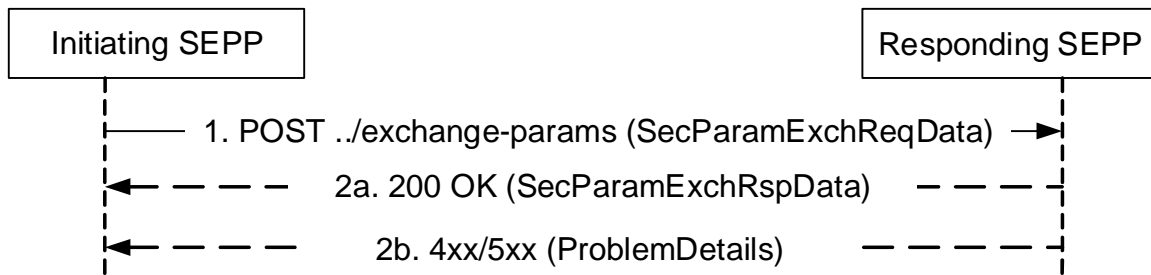 Initiating SEPP
Responding SEPP
1. POST ../exchange-params (SecParamExchReqData)
2a. 200 OK (SecParamExchRspData)
2b. 4xx/5xx (ProblemDetails)